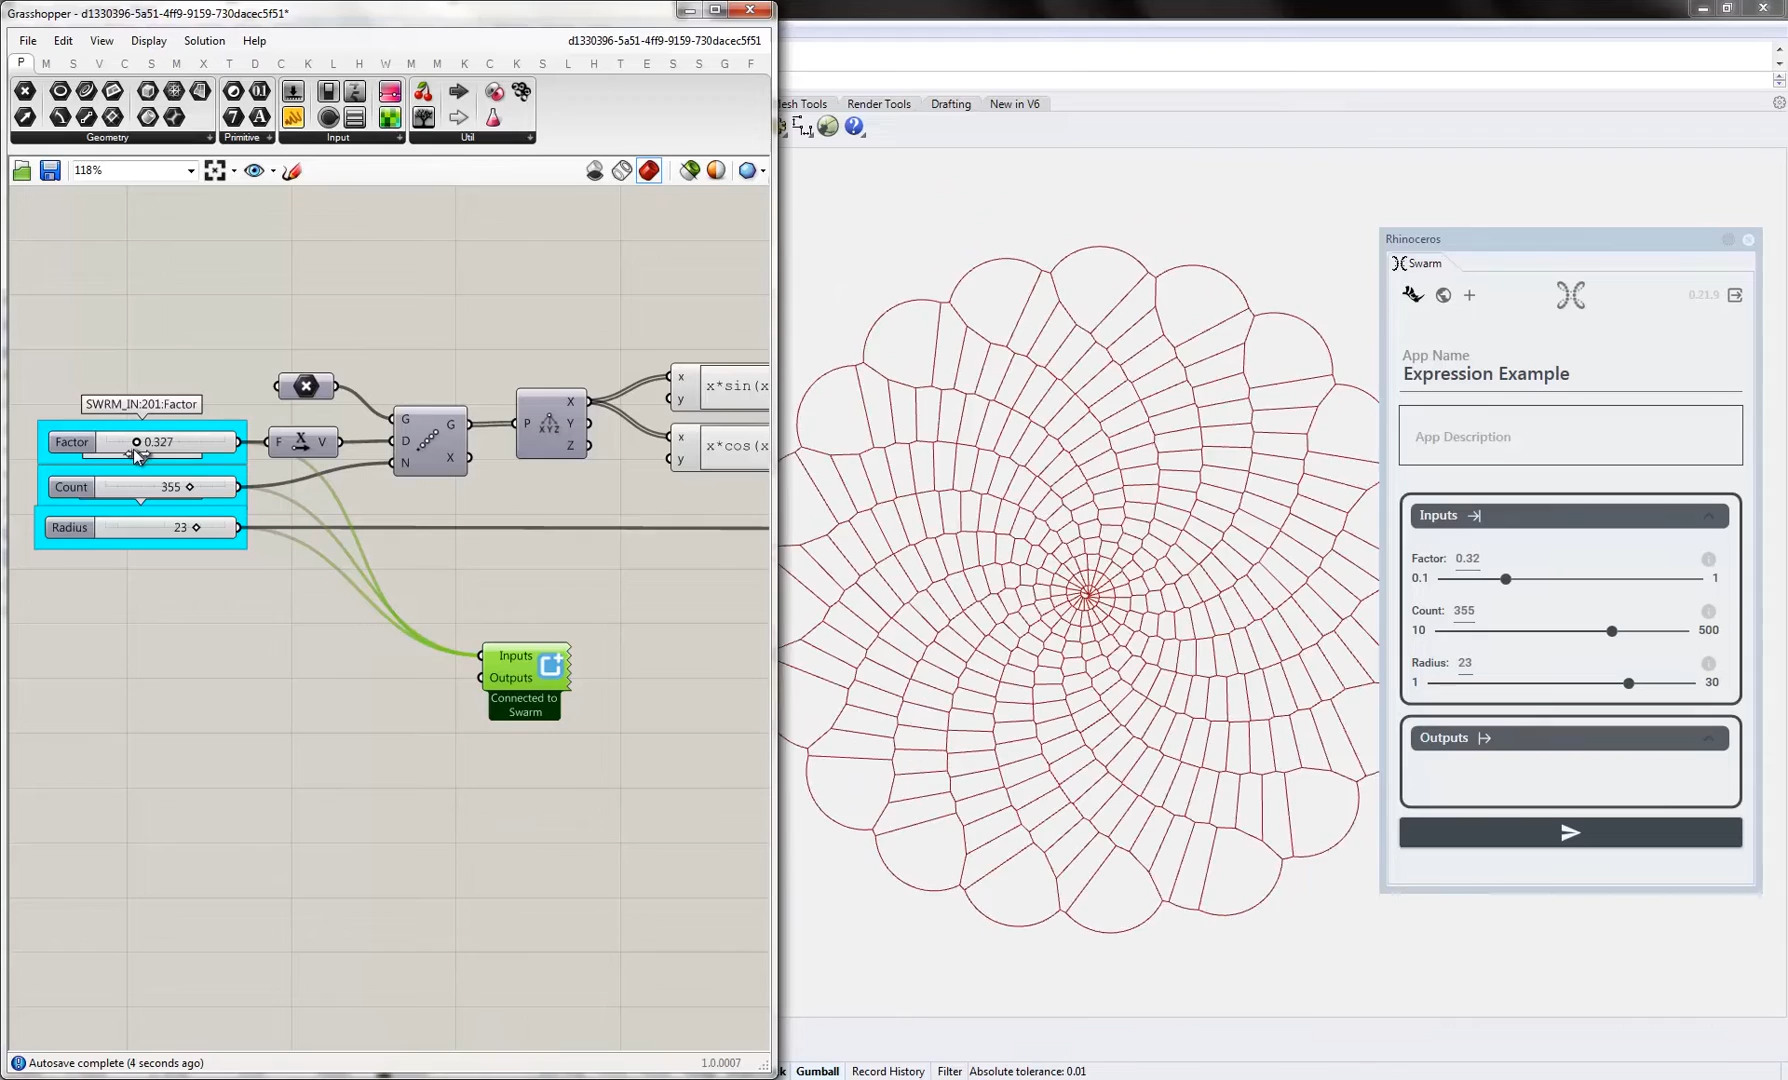 Grasshopper - d1330396-5a51-4ff9-9159-730dacec5f51*
File Edit View Display Solution Help
d1330396-5a51-4ff9-9159-730dacec5f51
P M S V C S M X T D C K L H W M M K C K S L H T E S S G F
Geometry
Primitive
Input
Util
118%
SWRM_IN:201:Factor
Factor
0.327
Count
355
Radius
23
F V
G
D
N
G
X
P
XYZ
X
Y
Z
x
y
x*sin(x
x
y
x*cos(x
Inputs
Outputs
Connected to
Swarm
Autosave complete (4 seconds ago)
1.0.0007
Mesh Tools Render Tools Drafting New in V6
Rhinoceros
Swarm
0.21.9
App Name
Expression Example
App Description
Inputs
Factor: 0.32
0.1 1
Count: 355
10 500
Radius: 23
1 30
Outputs
Gumball Record History Filter Absolute tolerance: 0.01